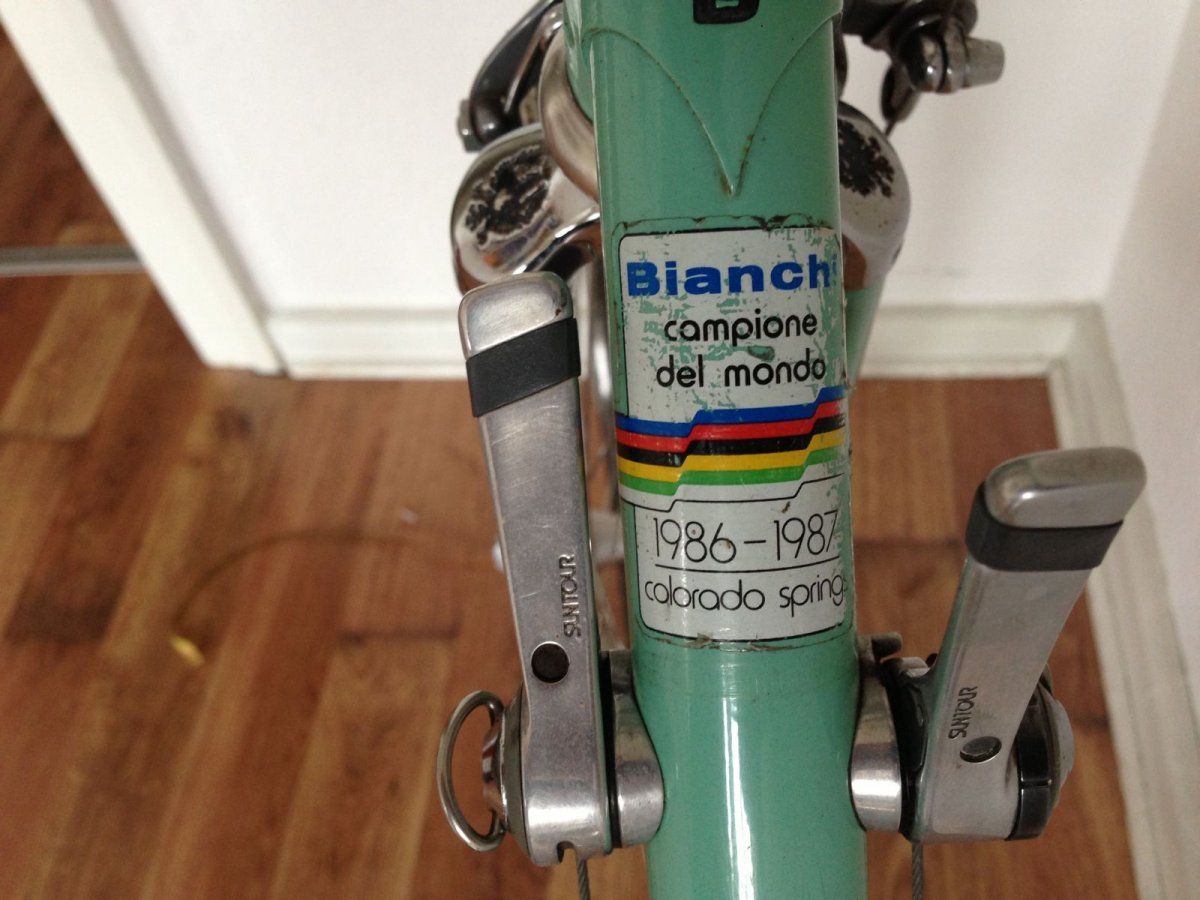 Bianchi
campione
del mondo
1986-1987
colorado springs
SUNTOUR
SUNTOUR